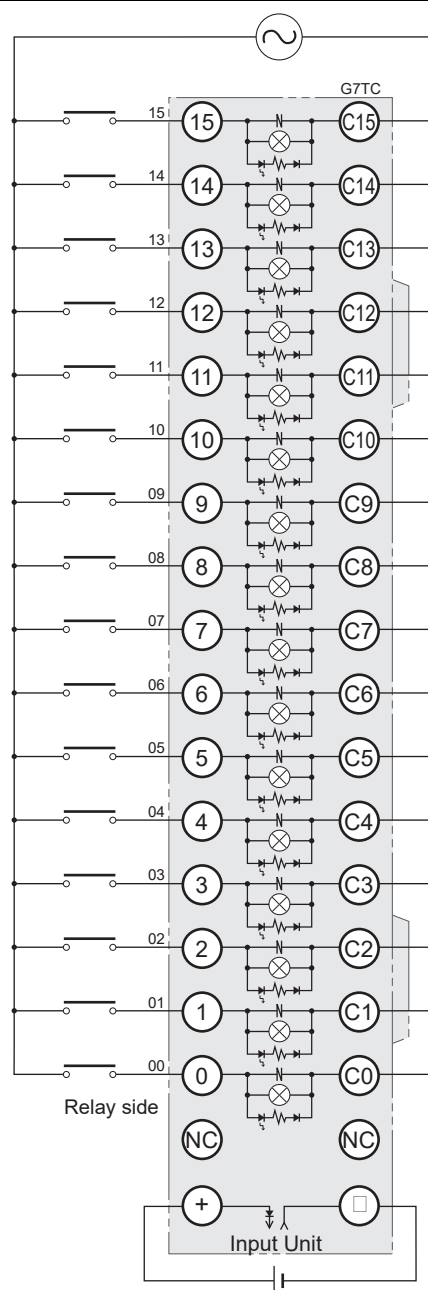 G7TC
15 15 C15
14 14 C14
13 13 C13
12 12 C12
11 11 C11
10 10 C10
09 9 C9
08 8 C8
07 7 C7
06 6 C6
05 5 C5
04 4 C4
03 3 C3
02 2 C2
01 1 C1
00 0 C0
Relay side
NC NC
+ □
Input Unit